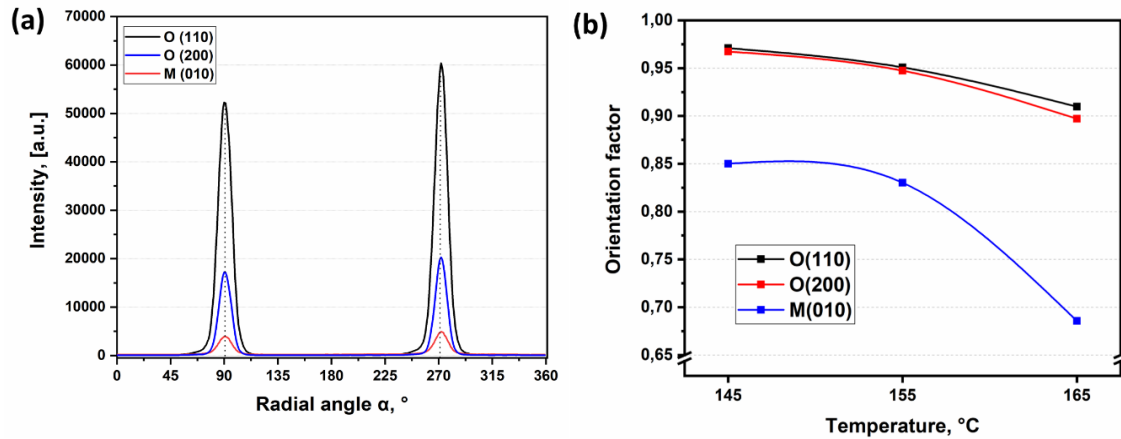 (a)
70000
60000
50000
40000
30000
20000
10000
0
Intensity, [a.u.]
O (110)
O (200)
M (010)
0 45 90 135 180 225 270 315 360
Radial angle α, °
(b)
1,00
0,95
0,90
0,85
0,80
0,75
0,70
0,65
Orientation factor
O(110)
O(200)
M(010)
145 155 165
Temperature, °C